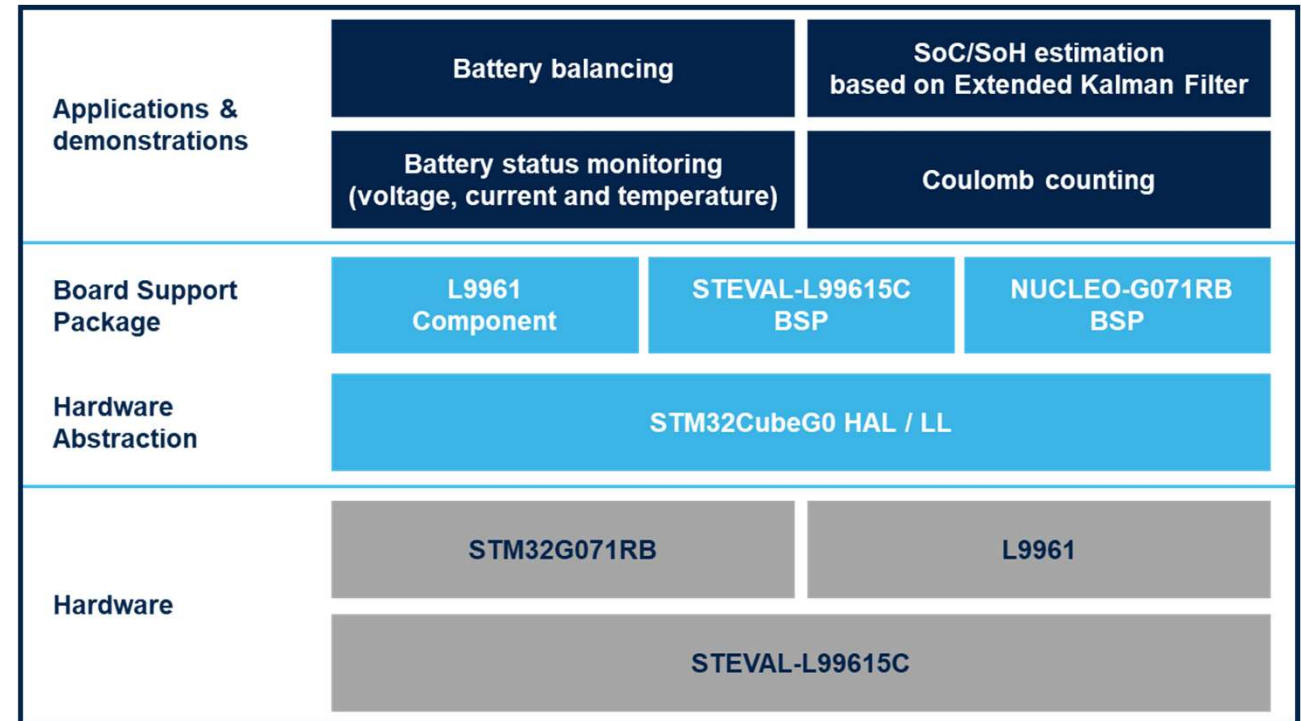 Applications &
demonstrations
Battery balancing
SoC/SoH estimation
based on Extended Kalman Filter
Battery status monitoring
(voltage, current and temperature)
Coulomb counting
Board Support
Package
L9961
Component
STEVAL-L99615C
BSP
NUCLEO-G071RB
BSP
Hardware
Abstraction
STM32CubeG0 HAL / LL
Hardware
STM32G071RB
L9961
STEVAL-L99615C